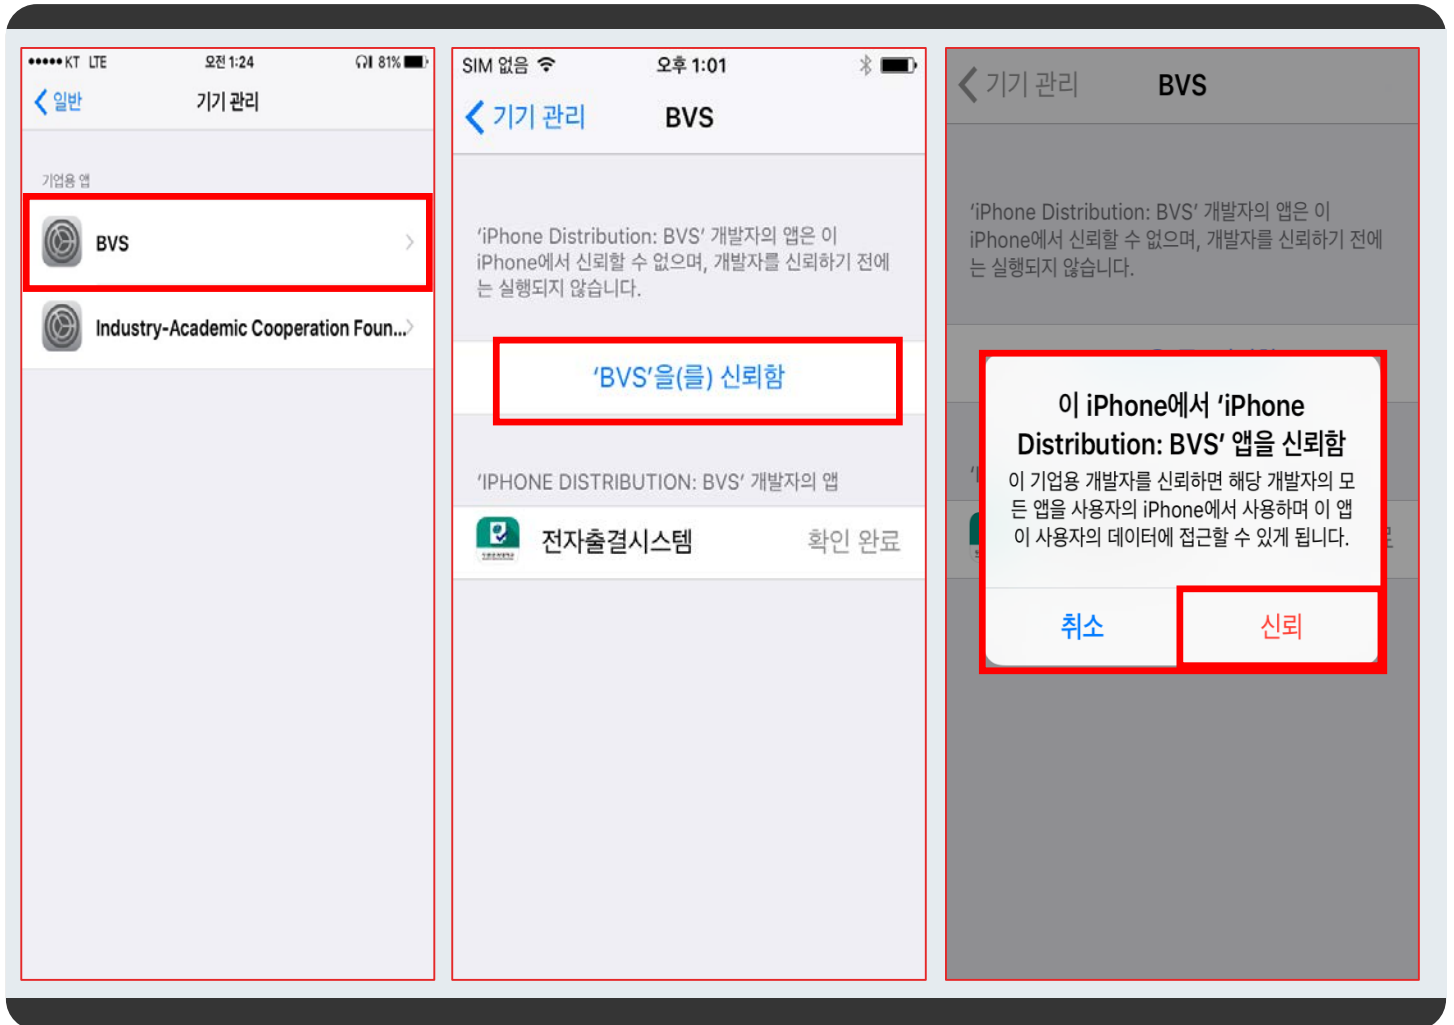 KT LTE
오전 1:24
81%
일반
기기 관리
기업용 앱
BVS
Industry-Academic Cooperation Foun...
SIM 없음
오후 1:01
기기 관리
BVS
‘iPhone Distribution: BVS’ 개발자의 앱은 이
iPhone에서 신뢰할 수 없으며, 개발자를 신뢰하기 전에
는 실행되지 않습니다.
‘BVS’을(를) 신뢰함
‘IPHONE DISTRIBUTION: BVS’ 개발자의 앱
전자출결시스템
확인 완료
기기 관리
BVS
‘iPhone Distribution: BVS’ 개발자의 앱은 이
iPhone에서 신뢰할 수 없으며, 개발자를 신뢰하기 전에
는 실행되지 않습니다.
이 iPhone에서 ‘iPhone
Distribution: BVS’ 앱을 신뢰함
이 기업용 개발자를 신뢰하면 해당 개발자의 모
든 앱을 사용자의 iPhone에서 사용하며 이 앱
이 사용자의 데이터에 접근할 수 있게 됩니다.
취소
신뢰